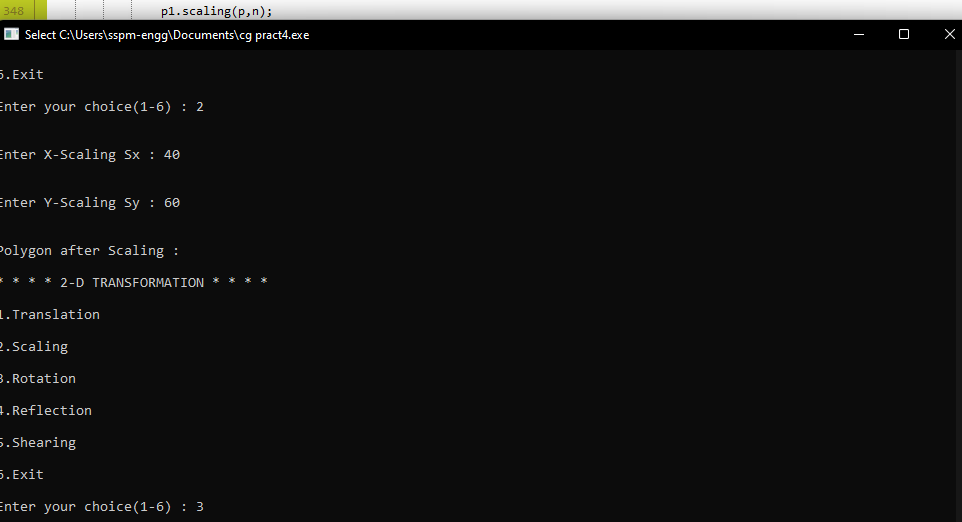 348 p1.scaling(p,n);
Select C:\Users\sspm-engg\Documents\cg pract4.exe
6.Exit
Enter your choice(1-6) : 2
Enter X-Scaling Sx : 40
Enter Y-Scaling Sy : 60
Polygon after Scaling :
* * * * 2-D TRANSFORMATION * * * *
1.Translation
2.Scaling
3.Rotation
4.Reflection
5.Shearing
6.Exit
Enter your choice(1-6) : 3